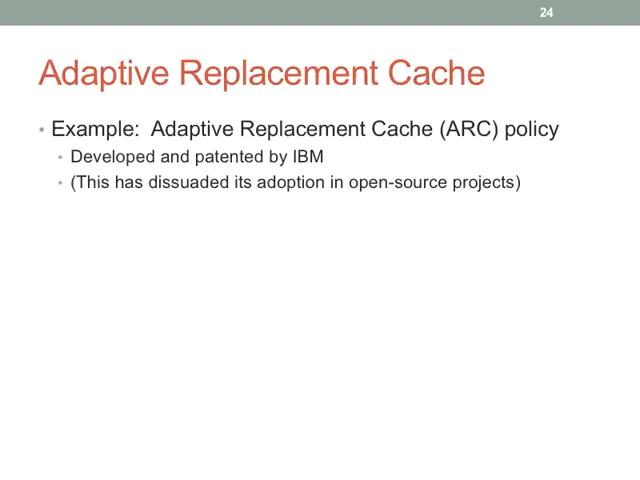 24
Adaptive Replacement Cache
• Example:  Adaptive Replacement Cache (ARC) policy
• Developed and patented by IBM
• (This has dissuaded its adoption in open-source projects)